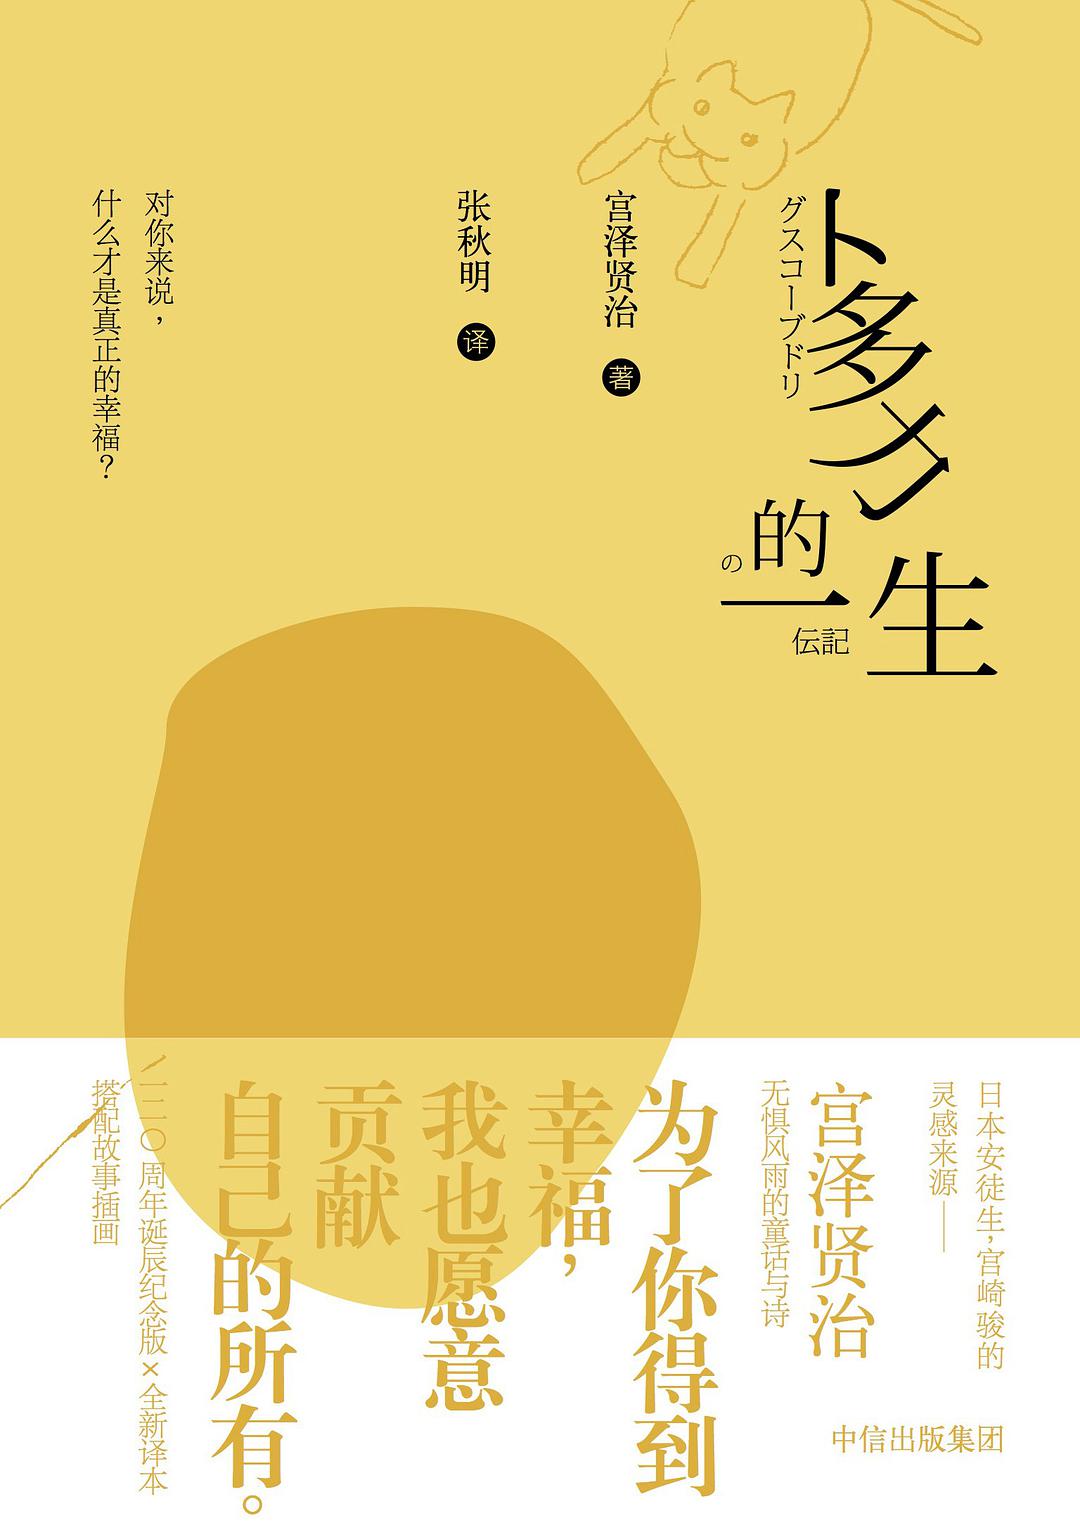 卜多力的一生
グスコーブドリ
の
伝記
宫泽贤治 著
张秋明 译
对你来说，
什么才是真正的幸福？
日本安徒生，宫崎骏的
灵感来源——
宫泽贤治
无惧风雨的童话与诗
为了你得到
幸福，
我也愿意
贡献
自己的所有。
一二〇周年诞辰纪念版×全新译本
搭配故事插画
中信出版集团